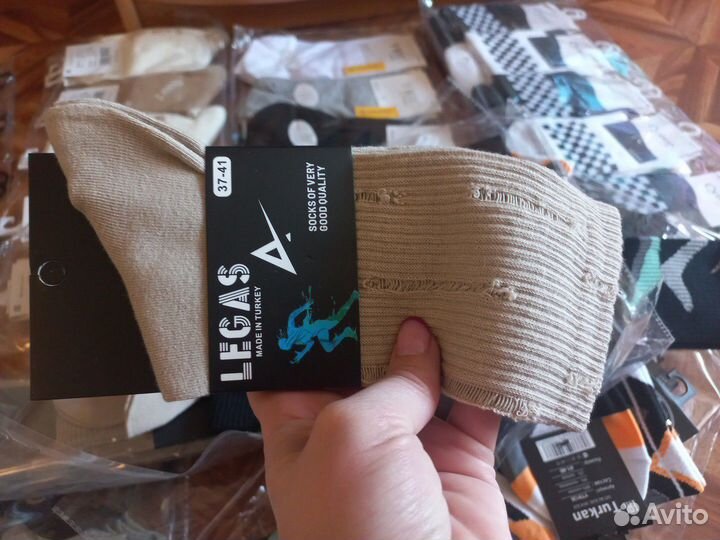 37-41
SOCKS OF VERY
GOOD QUALITY
LEGAS
MADE IN TURKEY
Turkan
Avito